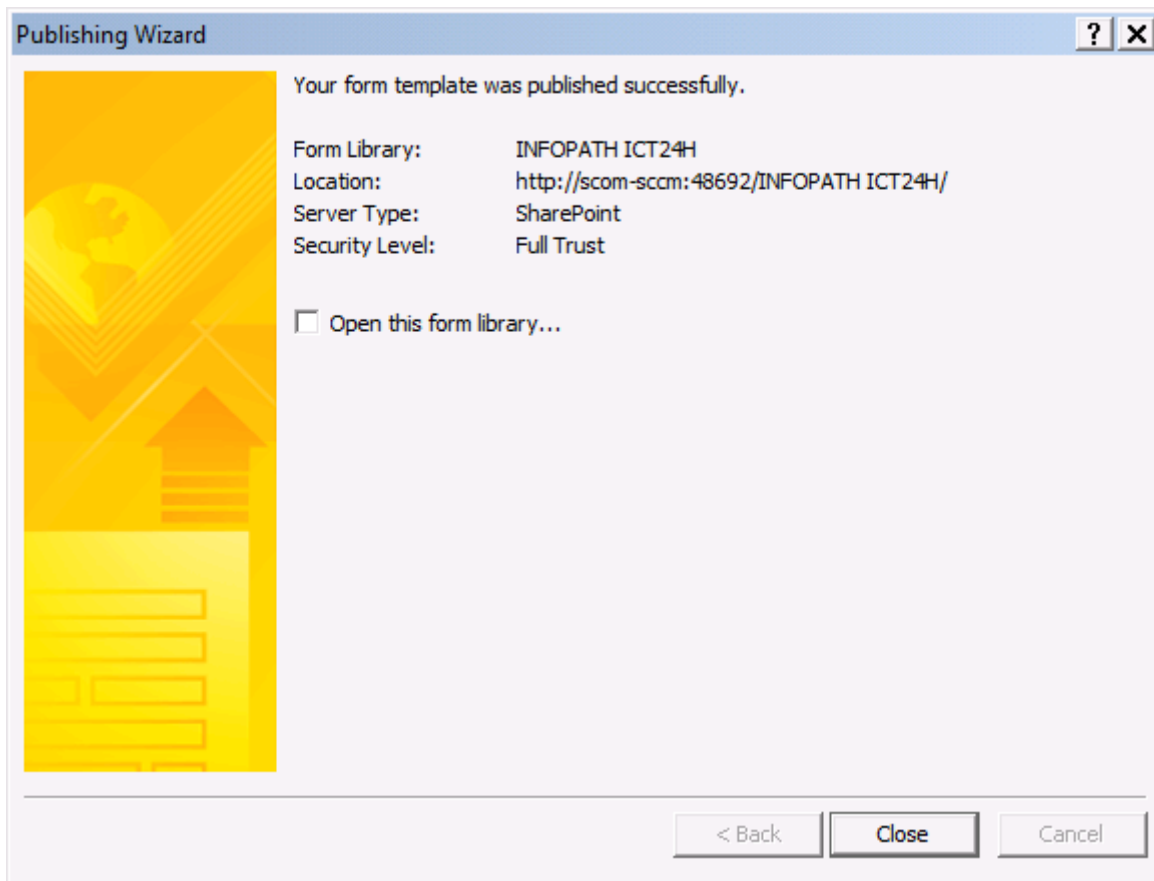 Publishing Wizard
?
Your form template was published successfully.
Form Library: INFOPATH ICT24H
Location: http://scom-sccm:48692/INFOPATH ICT24H/
Server Type: SharePoint
Security Level: Full Trust
Open this form library...
< Back Close Cancel